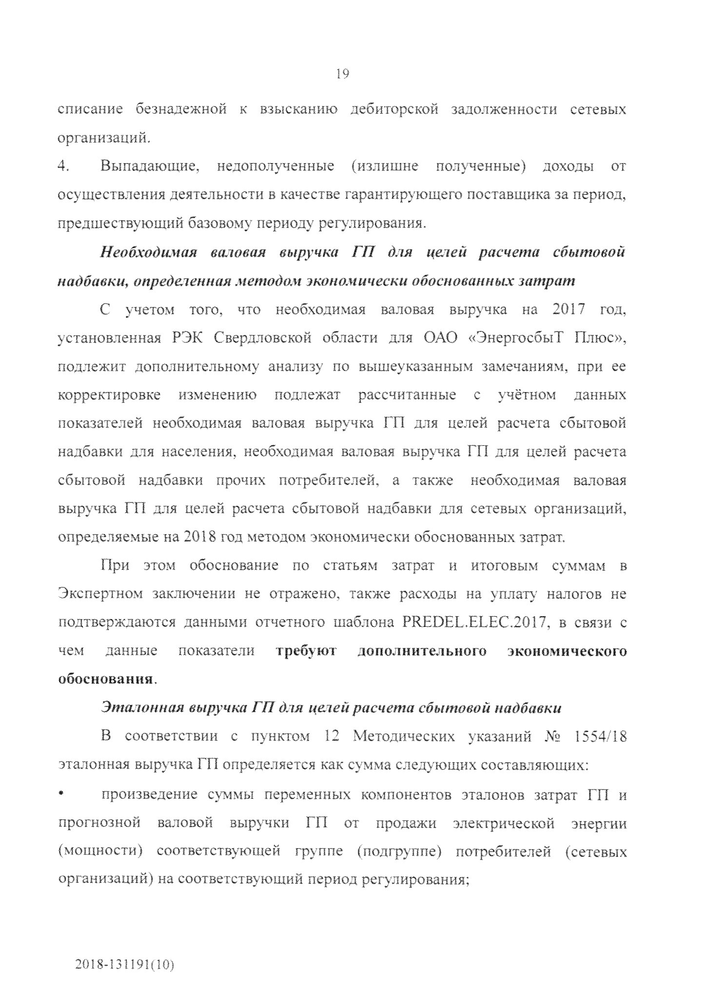 19
списание безнадежной к взысканию дебиторской задолженности сетевых
организаций.
4. Выпадающие, недополученные (излишне полученные) доходы от
осуществления деятельности в качестве гарантирующего поставщика за период,
предшествующий базовому периоду регулирования.
Необходимая валовая выручка ГП для целей расчета сбытовой
надбавки, определенная методом экономически обоснованных затрат
С учетом того, что необходимая валовая выручка на 2017 год,
установленная РЭК Свердловской области для ОАО «ЭнергосбыТ Плюс»,
подлежит дополнительному анализу по вышеуказанным замечаниям, при ее
корректировке изменению подлежат рассчитанные с учётном данных
показателей необходимая валовая выручка ГП для целей расчета сбытовой
надбавки для населения, необходимая валовая выручка ГП для целей расчета
сбытовой надбавки прочих потребителей, а также необходимая валовая
выручка ГП для целей расчета сбытовой надбавки для сетевых организаций,
определяемые на 2018 год методом экономически обоснованных затрат.
При этом обоснование по статьям затрат и итоговым суммам в
Экспертном заключении не отражено, также расходы на уплату налогов не
подтверждаются данными отчетного шаблона PREDEL.ELEC.2017, в связи с
чем данные показатели требуют дополнительного экономического
обоснования.
Эталонная выручка ГП для целей расчета сбытовой надбавки
В соответствии с пунктом 12 Методических указаний № 1554/18
эталонная выручка ГП определяется как сумма следующих составляющих:
• произведение суммы переменных компонентов эталонов затрат ГП и
прогнозной валовой выручки ГП от продажи электрической энергии
(мощности) соответствующей группе (подгруппе) потребителей (сетевых
организаций) на соответствующий период регулирования;
2018-131191(10)